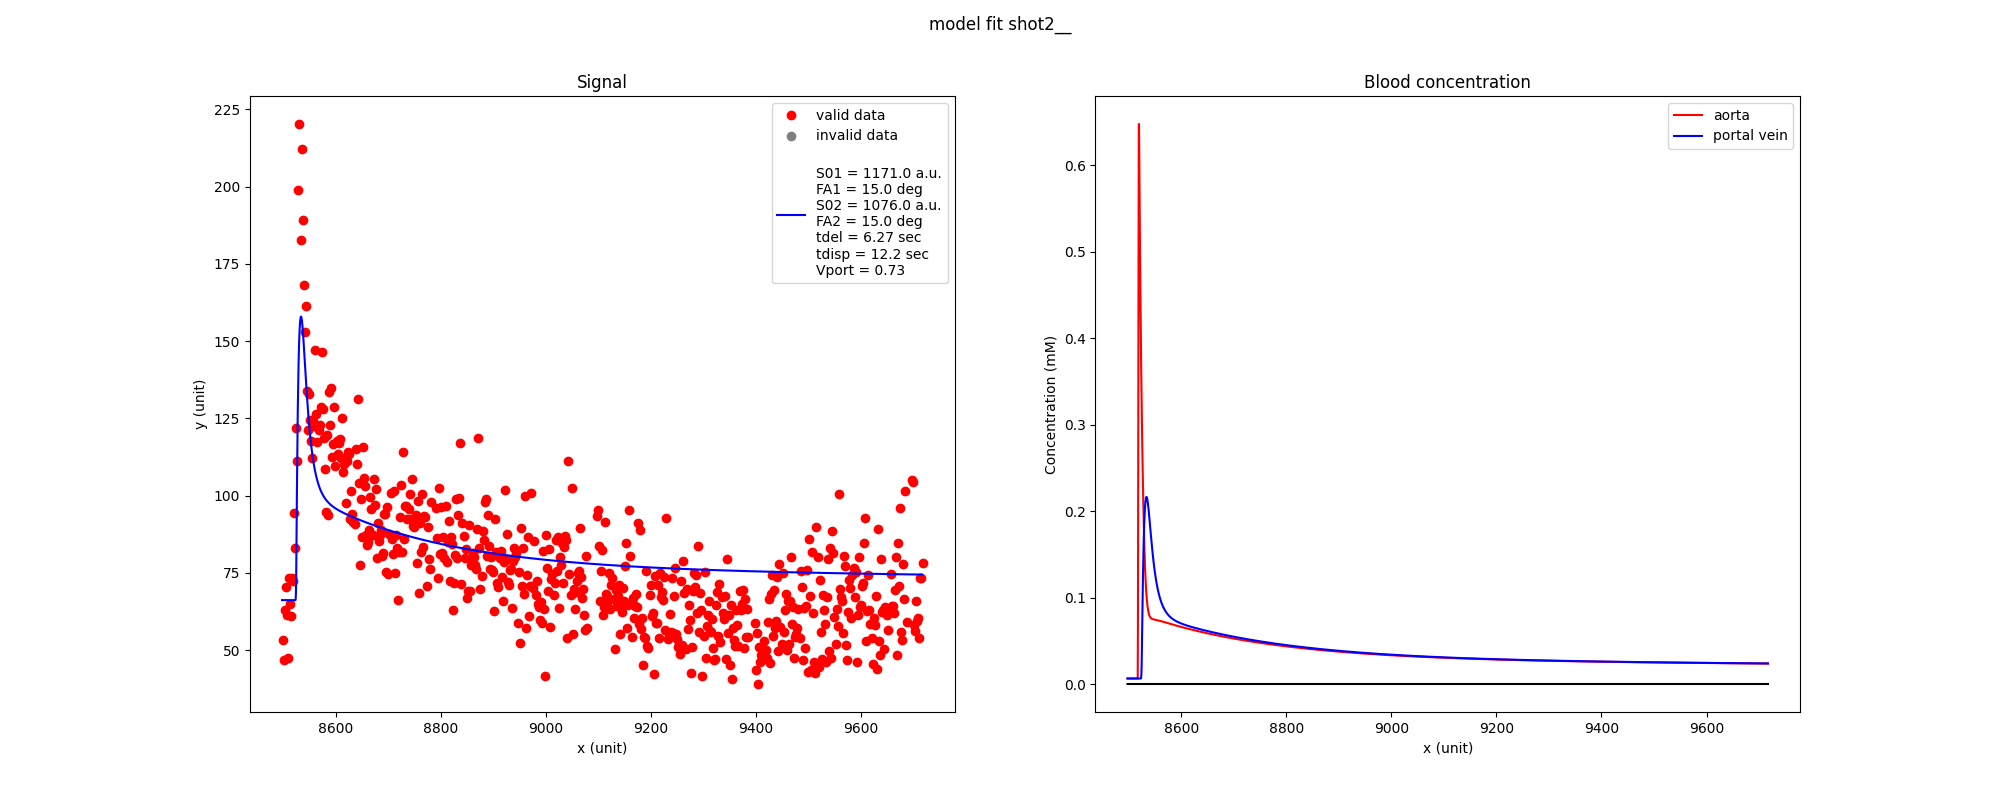 model fit shot2__
Signal
225
200
175
150
125
100
75
50
y (unit)
8600 8800 9000 9200 9400 9600
x (unit)
valid data
invalid data
S01 = 1171.0 a.u.
FA1 = 15.0 deg
S02 = 1076.0 a.u.
FA2 = 15.0 deg
tdel = 6.27 sec
tdisp = 12.2 sec
Vport = 0.73
Blood concentration
0.6
0.5
0.4
0.3
0.2
0.1
0.0
Concentration (mM)
8600 8800 9000 9200 9400 9600
x (unit)
aorta
portal vein